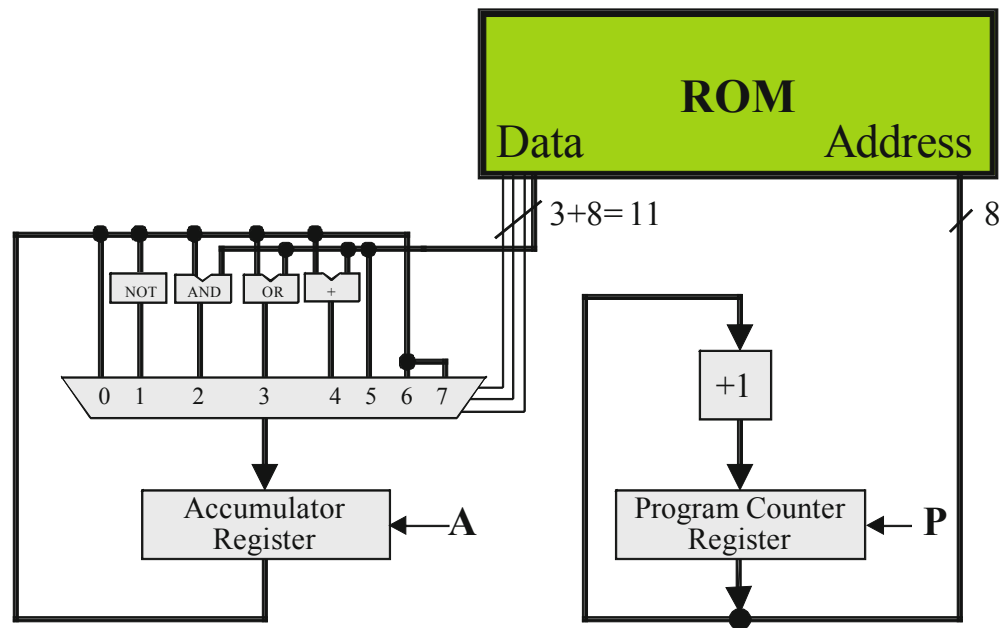 ROM
Data Address
3+8=11 8
NOT AND OR +
+1
0 1 2 3 4 5 6 7
Accumulator Register
A
Program Counter Register
P